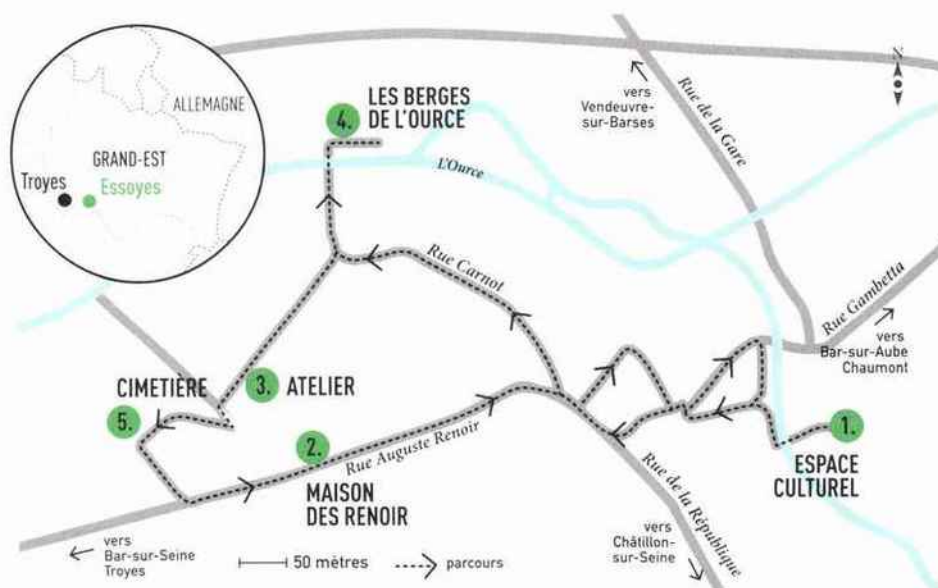 ALLEMAGNE
GRAND-EST
Troyes
Essoyes
4.
LES BERGES
DE L'OURCE
vers
Vendeuvre-
sur-Barses
Rue de la Gare
N
L'Ource
Rue Carnot
Rue Gambetta
vers
Bar-sur-Aube
Chaumont
CIMETIÈRE
5.
3.
ATELIER
2.
MAISON
DES RENOIR
Rue Auguste Renoir
1.
ESPACE
CULTUREL
Rue de la République
vers
Châtillon-
sur-Seine
vers
Bar-sur-Seine
Troyes
50 mètres
parcours